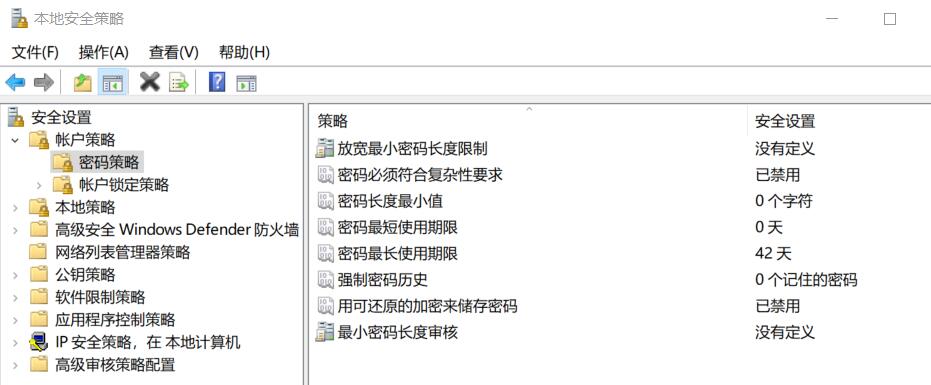 本地安全策略
文件(F) 操作(A) 查看(V) 帮助(H)
安全设置
帐户策略
密码策略
帐户锁定策略
本地策略
高级安全 Windows Defender 防火墙
网络列表管理器策略
公钥策略
软件限制策略
应用程序控制策略
IP 安全策略，在 本地计算机
高级审核策略配置
策略 安全设置
放宽最小密码长度限制 没有定义
密码必须符合复杂性要求 已禁用
密码长度最小值 0 个字符
密码最短使用期限 0 天
密码最长使用期限 42 天
强制密码历史 0 个记住的密码
用可还原的加密来储存密码 已禁用
最小密码长度审核 没有定义